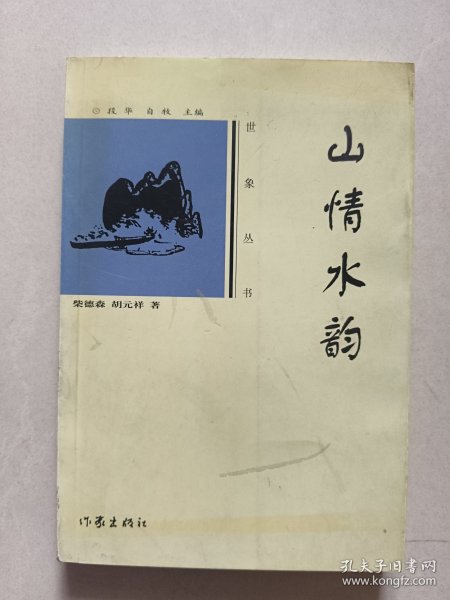 ◎ 段华 自牧 主编
世象丛书
山情水韵
柴德森 胡元祥 著
作家出版社
孔夫子旧书网
www.kongfz.com